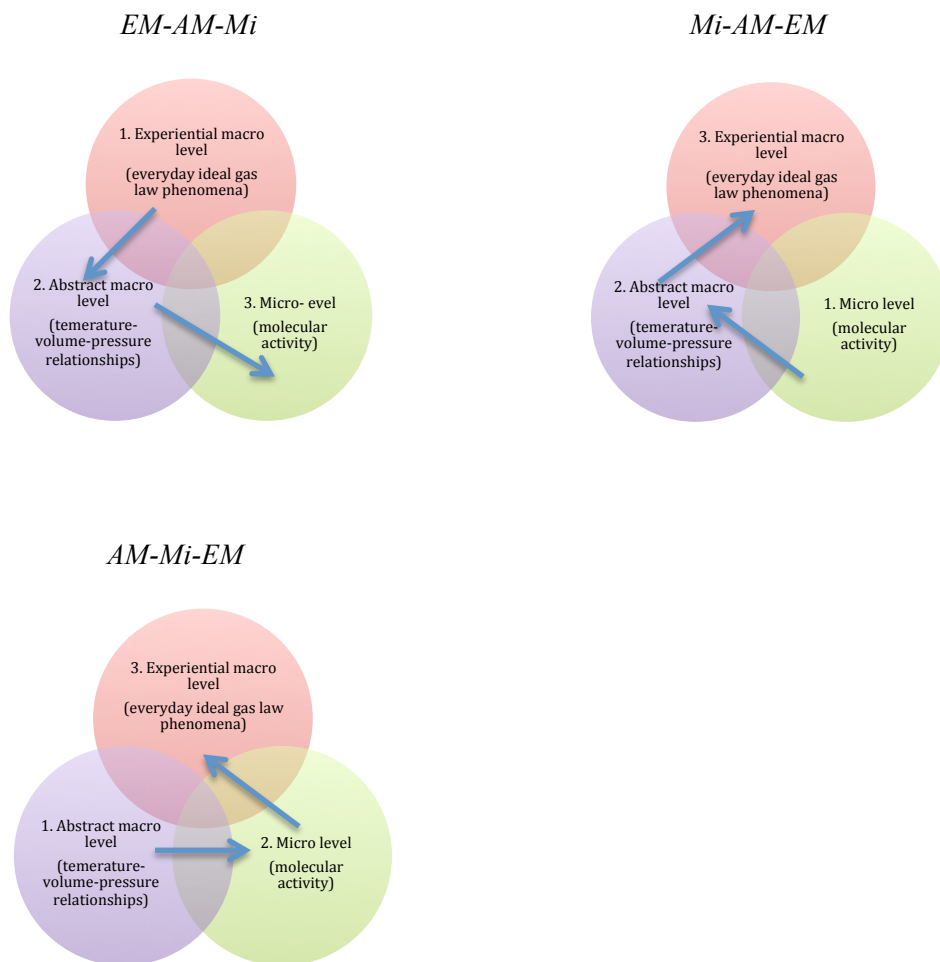 EM-AM-Mi
1. Experiential macro
level
(everyday ideal gas
law phenomena)
2. Abstract macro
level
(temerature-
volume-pressure
relationships)
3. Micro- evel
(molecular
activity)
Mi-AM-EM
3. Experiential macro
level
(everyday ideal gas
law phenomena)
2. Abstract macro
level
(temerature-
volume-pressure
relationships)
1. Micro level
(molecular
activity)
AM-Mi-EM
3. Experiential macro
level
(everyday ideal gas law
phenomena)
1. Abstract macro
level
(temerature-
volume-pressure
relationships)
2. Micro level
(molecular
activity)